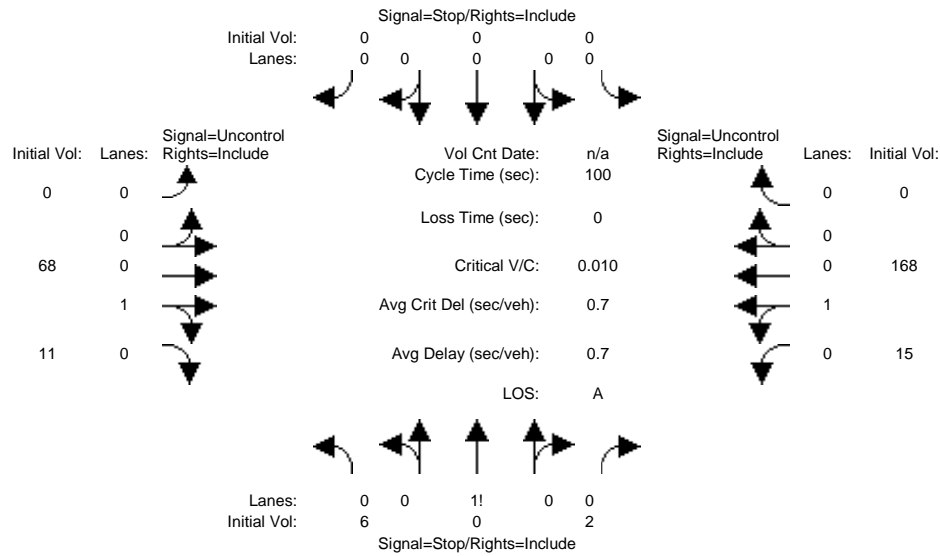 Signal=Stop/Rights=Include
Initial Vol: 0 0 0
Lanes: 0 0 0 0 0
Signal=Uncontrol Signal=Uncontrol
Initial Vol: Lanes: Rights=Include Vol Cnt Date: n/a Rights=Include Lanes: Initial Vol:
Cycle Time (sec): 100
0 0 0 0
Loss Time (sec): 0
0 0
68 0 Critical V/C: 0.010 0 168
1 Avg Crit Del (sec/veh): 0.7 1
11 0 Avg Delay (sec/veh): 0.7 0 15
LOS: A
Lanes: 0 0 1! 0 0
Initial Vol: 6 0 2
Signal=Stop/Rights=Include